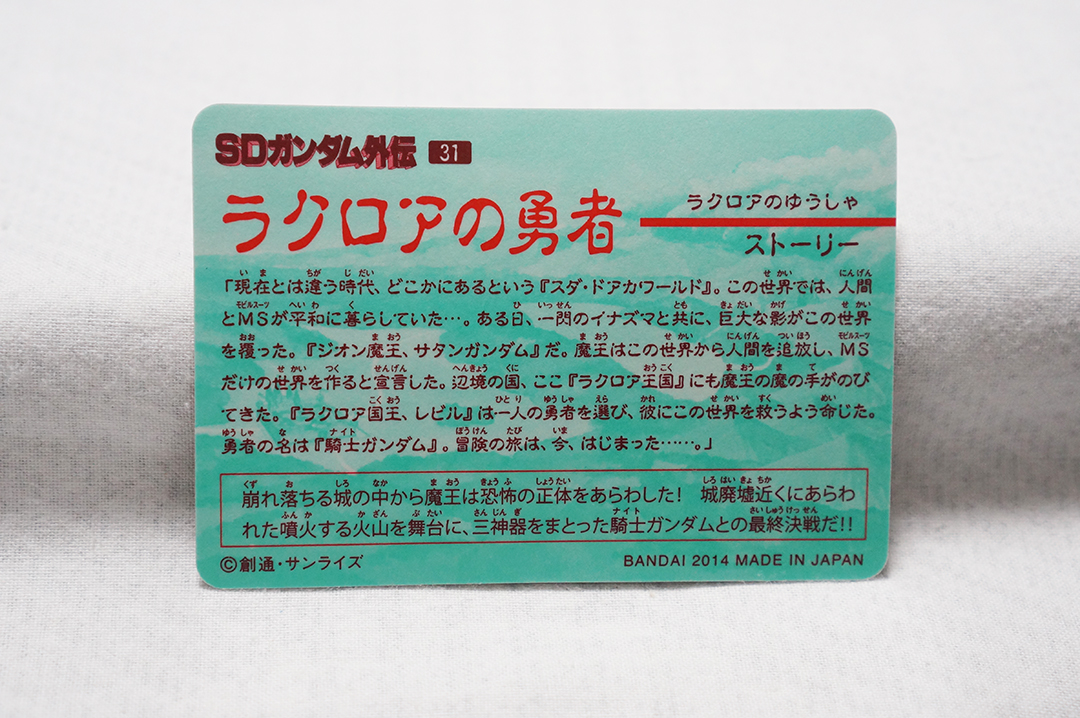 SDガンダム外伝 31
ラクロアの勇者
ラクロアのゆうしゃ
ストーリー
「現在とは違う時代、どこかにあるという『スダ・ドアカワールド』。この世界では、人間
とMSが平和に暮らしていた…。ある日、一閃のイナズマと共に、巨大な影がこの世界
を覆った。『ジオン魔王、サタンガンダム』だ。魔王はこの世界から人間を追放し、MS
だけの世界を作ると宣言した。辺境の国、ここ『ラクロア王国』にも魔王の魔の手がのび
てきた。『ラクロア国王、レビル』は一人の勇者を選び、彼にこの世界を救うよう命じた。
勇者の名は『騎士ガンダム』。冒険の旅は、今、はじまった……。」
崩れ落ちる城の中から魔王は恐怖の正体をあらわした! 城廃墟近くにあらわ
れた噴火する火山を舞台に、三神器をまとった騎士ガンダムとの最終決戦だ!!
©創通・サンライズ
BANDAI 2014 MADE IN JAPAN